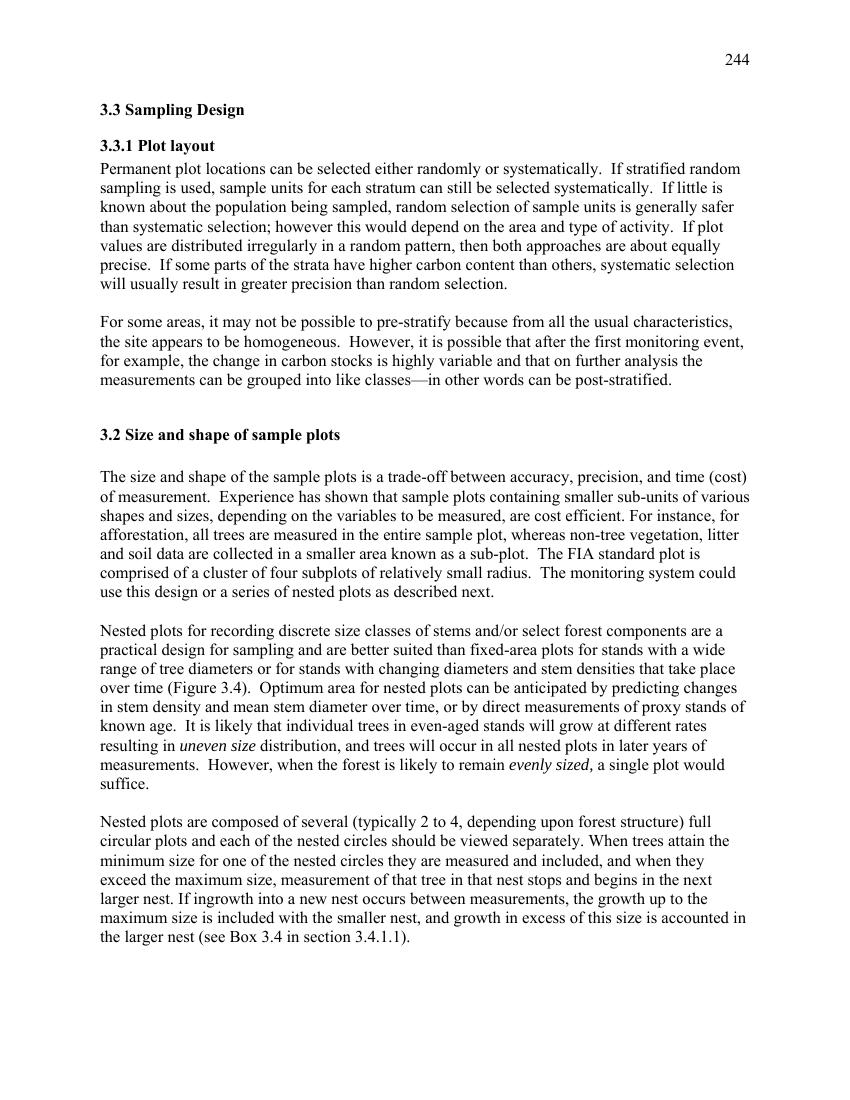 244
3.3 Sampling Design
3.3.1 Plot layout
Permanent plot locations can be selected either randomly or systematically.  If stratified random
sampling is used, sample units for each stratum can still be selected systematically.  If little is
known about the population being sampled, random selection of sample units is generally safer
than systematic selection; however this would depend on the area and type of activity.  If plot
values are distributed irregularly in a random pattern, then both approaches are about equally
precise.  If some parts of the strata have higher carbon content than others, systematic selection
will usually result in greater precision than random selection.
For some areas, it may not be possible to pre-stratify because from all the usual characteristics,
the site appears to be homogeneous.  However, it is possible that after the first monitoring event,
for example, the change in carbon stocks is highly variable and that on further analysis the
measurements can be grouped into like classes—in other words can be post-stratified.
3.2 Size and shape of sample plots
The size and shape of the sample plots is a trade-off between accuracy, precision, and time (cost)
of measurement.  Experience has shown that sample plots containing smaller sub-units of various
shapes and sizes, depending on the variables to be measured, are cost efficient. For instance, for
afforestation, all trees are measured in the entire sample plot, whereas non-tree vegetation, litter
and soil data are collected in a smaller area known as a sub-plot.  The FIA standard plot is
comprised of a cluster of four subplots of relatively small radius.  The monitoring system could
use this design or a series of nested plots as described next.
Nested plots for recording discrete size classes of stems and/or select forest components are a
practical design for sampling and are better suited than fixed-area plots for stands with a wide
range of tree diameters or for stands with changing diameters and stem densities that take place
over time (Figure 3.4).  Optimum area for nested plots can be anticipated by predicting changes
in stem density and mean stem diameter over time, or by direct measurements of proxy stands of
known age.  It is likely that individual trees in even-aged stands will grow at different rates
resulting in uneven size distribution, and trees will occur in all nested plots in later years of
measurements.  However, when the forest is likely to remain evenly sized, a single plot would
suffice.
Nested plots are composed of several (typically 2 to 4, depending upon forest structure) full
circular plots and each of the nested circles should be viewed separately. When trees attain the
minimum size for one of the nested circles they are measured and included, and when they
exceed the maximum size, measurement of that tree in that nest stops and begins in the next
larger nest. If ingrowth into a new nest occurs between measurements, the growth up to the
maximum size is included with the smaller nest, and growth in excess of this size is accounted in
the larger nest (see Box 3.4 in section 3.4.1.1).